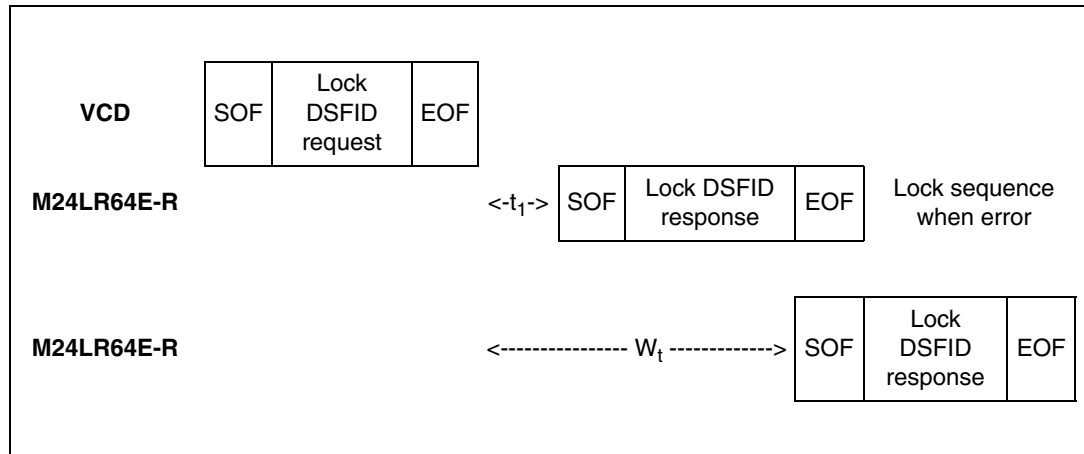 VCD SOF Lock DSFID request EOF
M24LR64E-R <-t1-> SOF Lock DSFID response EOF Lock sequence when error
M24LR64E-R <---------------- Wt -------------> SOF Lock DSFID response EOF